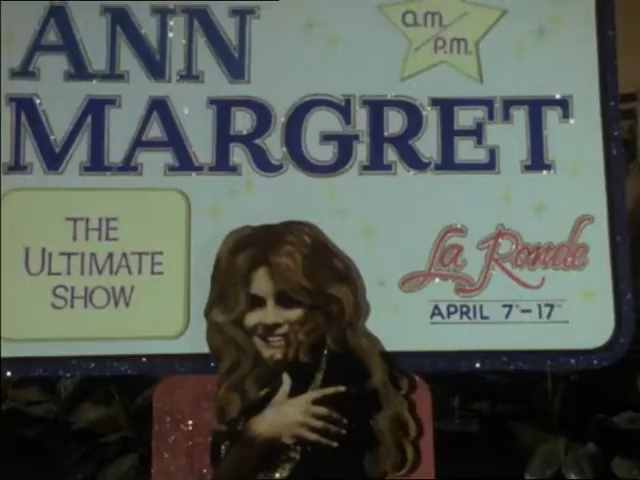 ANN
a.m./P.M.
MARGRET
THE
ULTIMATE
SHOW
La Ronde
APRIL 7-17